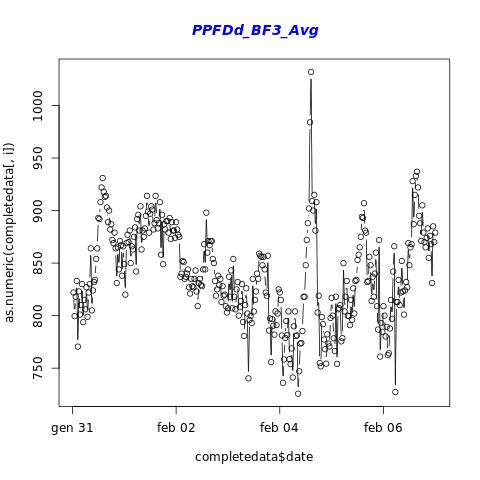 PPFDd_BF3_Avg
as.numeric(completedata[, i])
1000
950
900
850
800
750
gen 31
feb 02
feb 04
feb 06
completedata$date